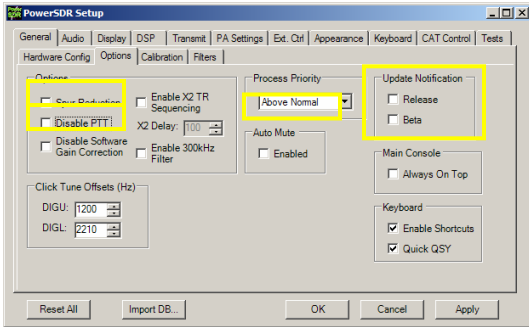 PowerSDR Setup
General Audio Display DSP Transmit PA Settings Ext. Ctrl Appearance Keyboard CAT Control Tests
Hardware Config Options Calibration Filters
Options
Spur Reduction
Disable PTT
Disable Software
Gain Correction
Enable X2 TR
Sequencing
X2 Delay: 100
Enable 300kHz
Filter
Process Priority
Above Normal
Auto Mute
Enabled
Update Notification
Release
Beta
Main Console
Always On Top
Click Tune Offsets (Hz)
DIGU: 1200
DIGL: 2210
Keyboard
Enable Shortcuts
Quick QSY
Reset All Import DB... OK Cancel Apply